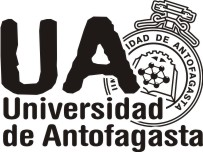 UA
IDAD DE ANTOFAGASTA
Universidad
de Antofagasta